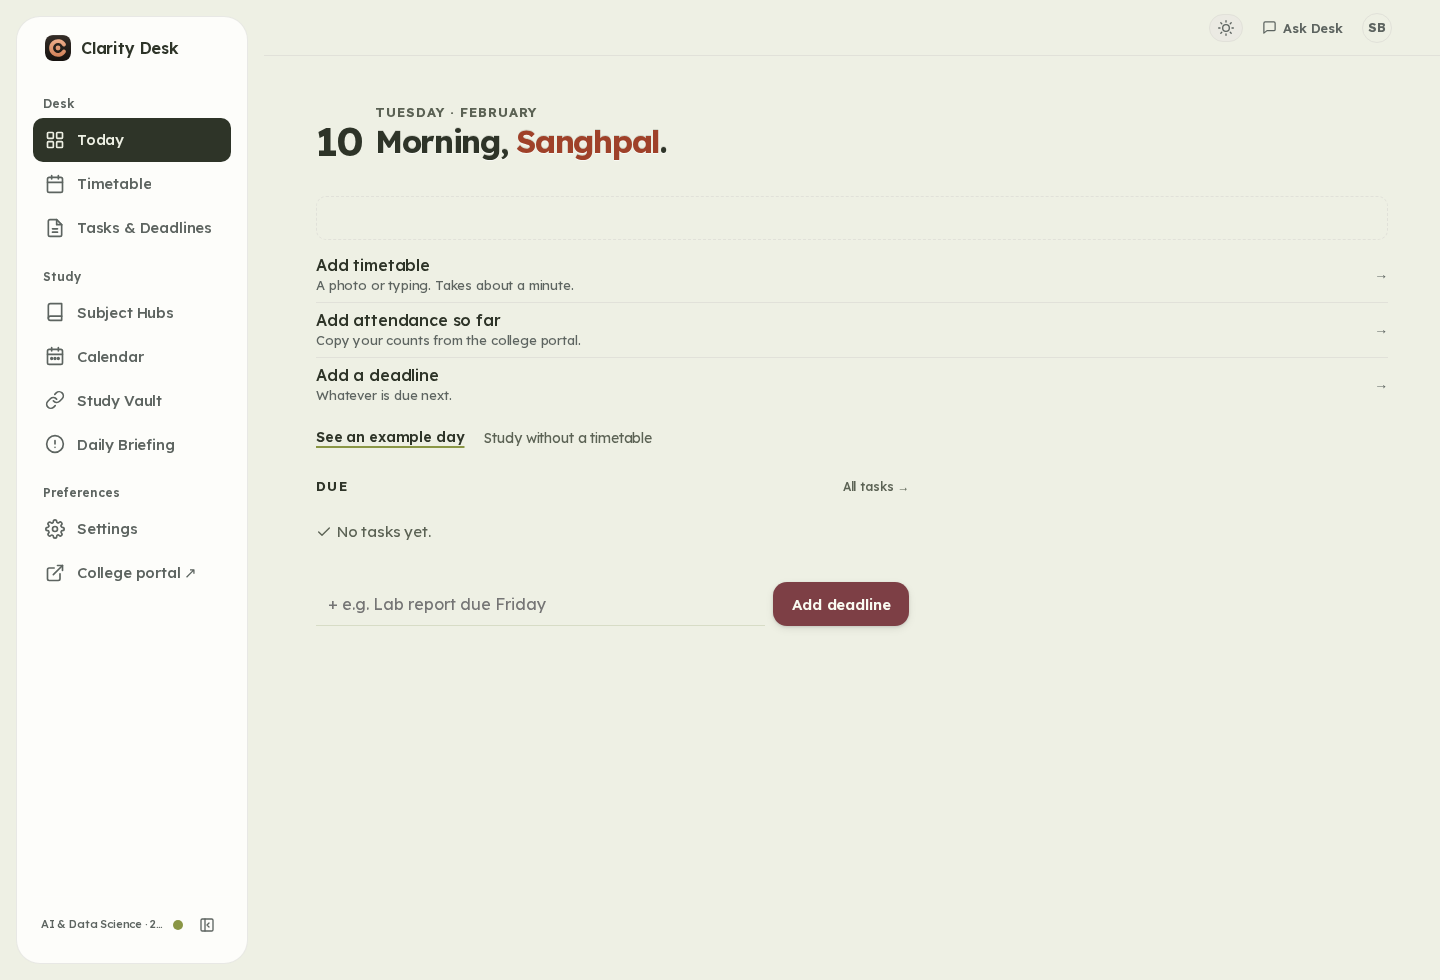 Clarity Desk
Desk
Today
Timetable
Tasks & Deadlines
Study
Subject Hubs
Calendar
Study Vault
Daily Briefing
Preferences
Settings
College portal ↗
AI & Data Science · 2…
Ask Desk
SB
TUESDAY · FEBRUARY
10 Morning, Sanghpal.
Add timetable
A photo or typing. Takes about a minute.
→
Add attendance so far
Copy your counts from the college portal.
→
Add a deadline
Whatever is due next.
→
See an example day Study without a timetable
DUE All tasks →
No tasks yet.
+ e.g. Lab report due Friday
Add deadline